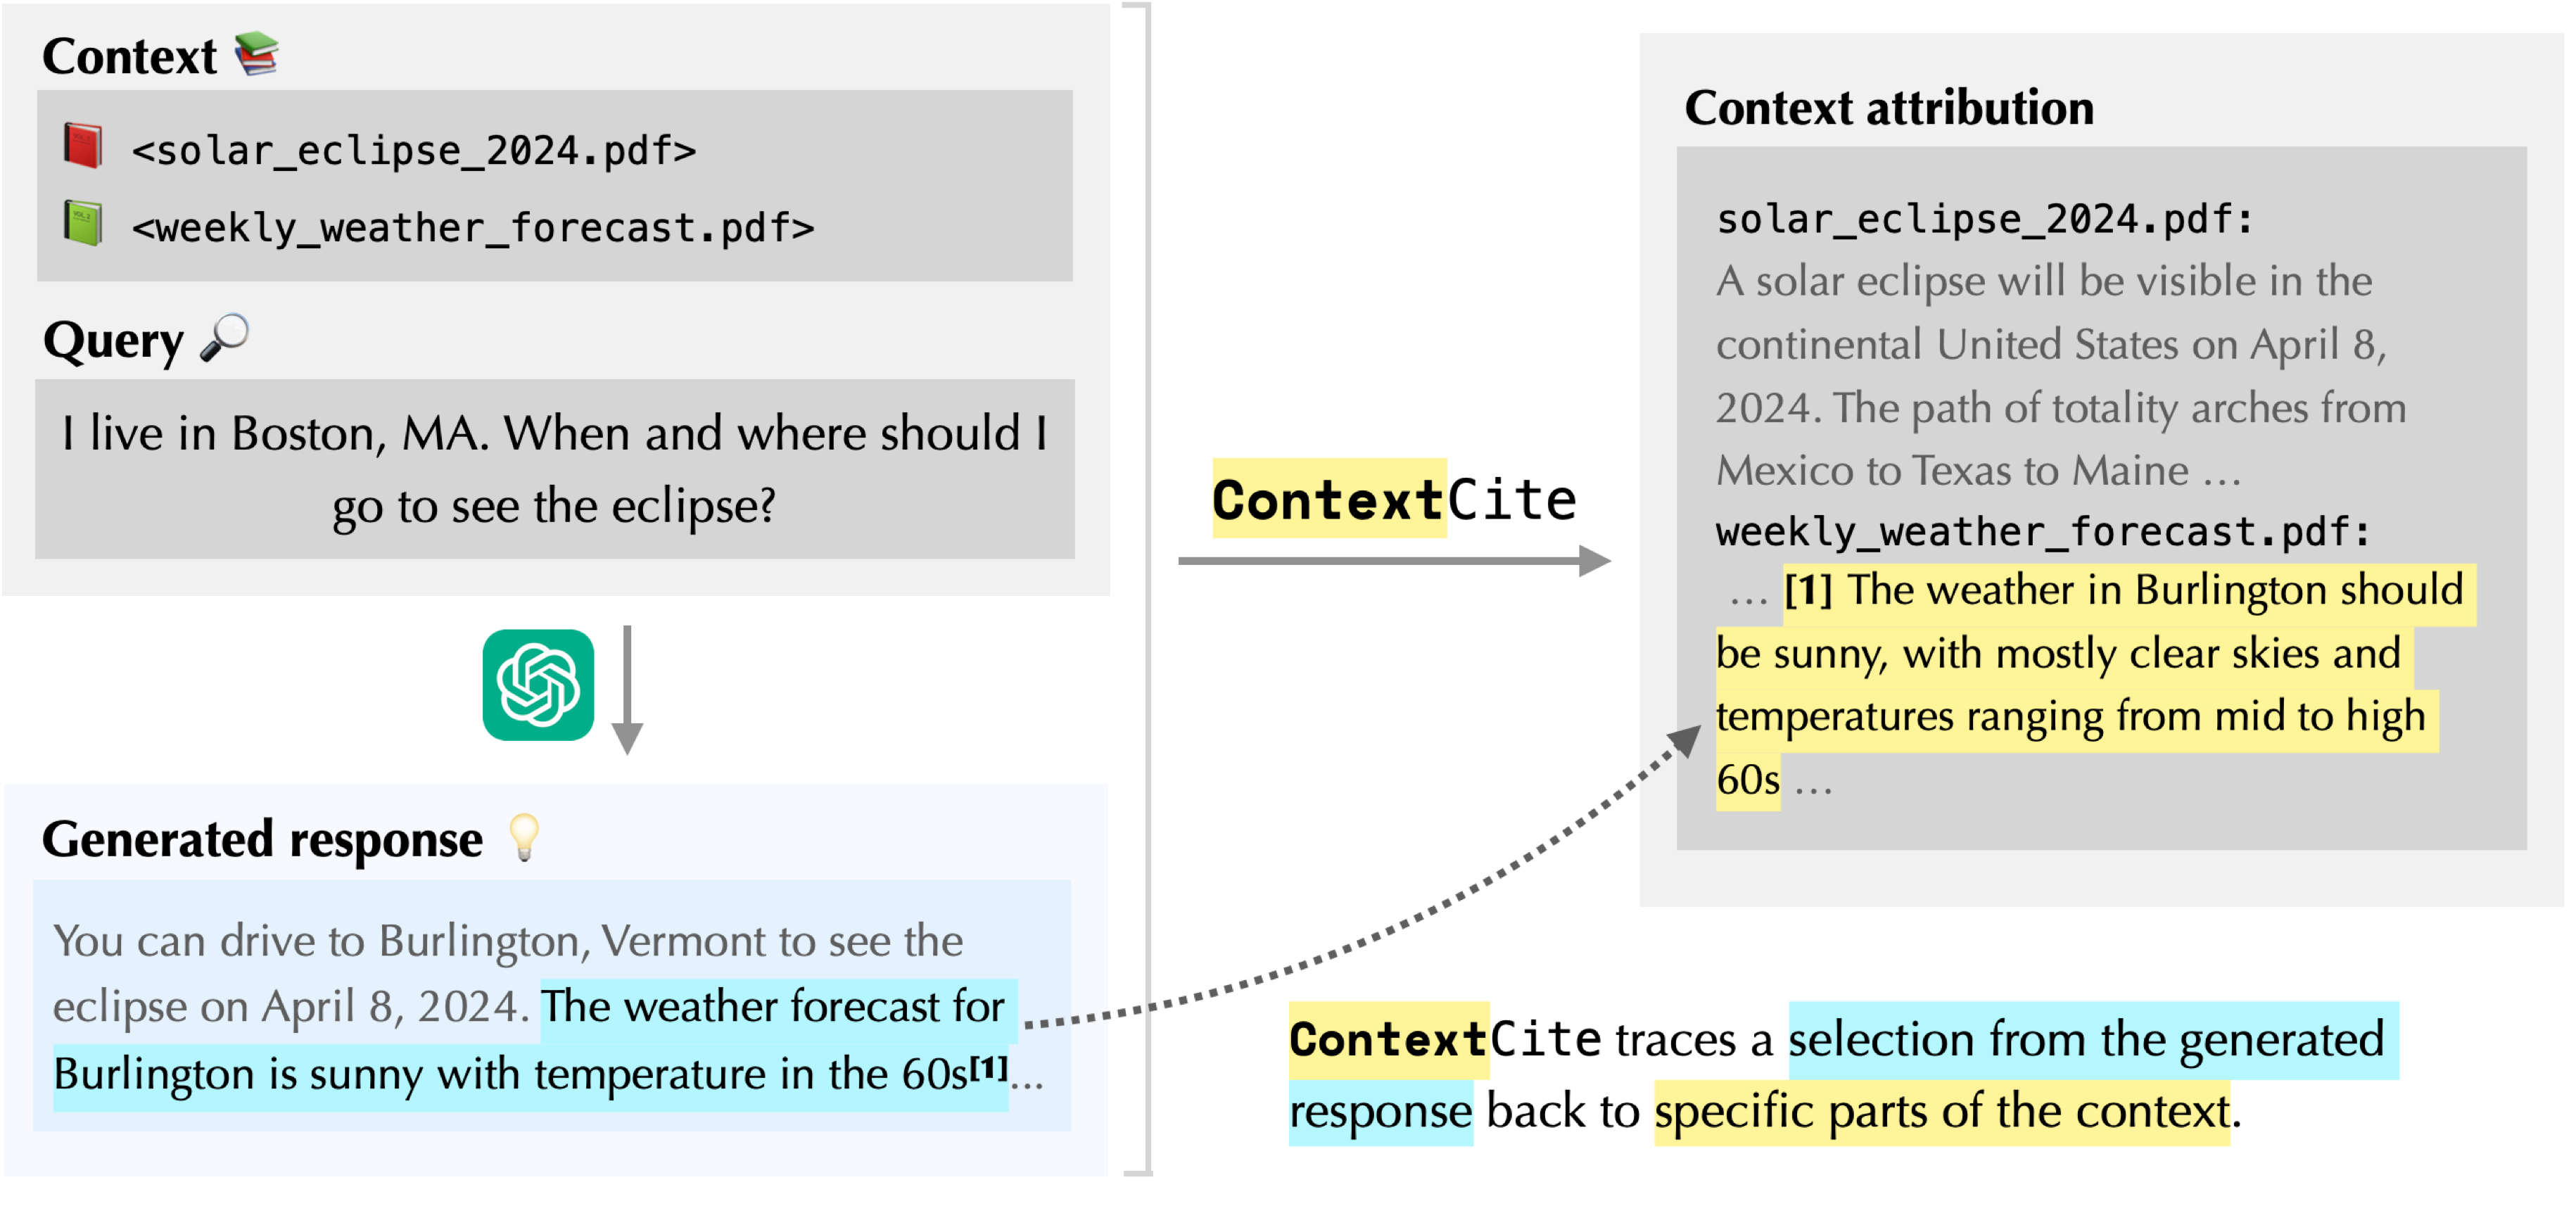 Context
<solar_eclipse_2024.pdf>
<weekly_weather_forecast.pdf>
Query
I live in Boston, MA. When and where should I
go to see the eclipse?
Generated response
You can drive to Burlington, Vermont to see the
eclipse on April 8, 2024. The weather forecast for
Burlington is sunny with temperature in the 60s[1]...
ContextCite
Context attribution
solar_eclipse_2024.pdf:
A solar eclipse will be visible in the
continental United States on April 8,
2024. The path of totality arches from
Mexico to Texas to Maine ...
weekly_weather_forecast.pdf:
... [1] The weather in Burlington should
be sunny, with mostly clear skies and
temperatures ranging from mid to high
60s ...
ContextCite traces a selection from the generated
response back to specific parts of the context.